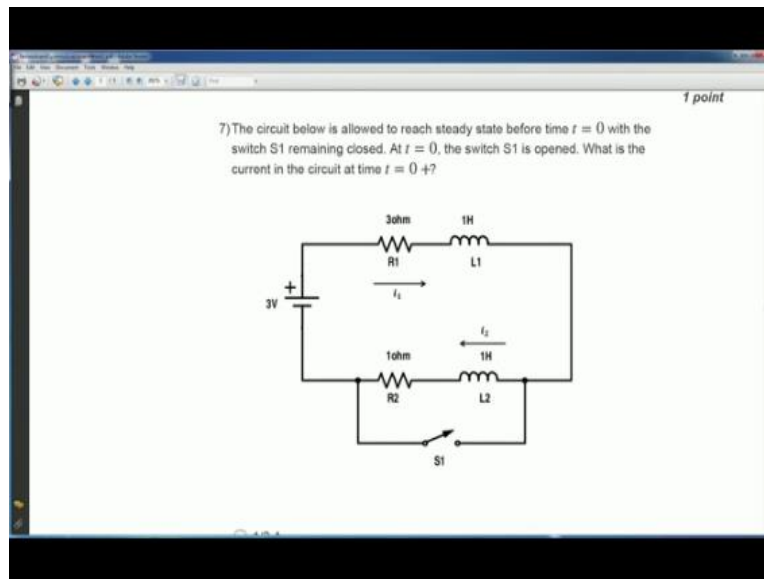 1 point
7) The circuit below is allowed to reach steady state before time t = 0 with the
switch S1 remaining closed. At t = 0, the switch S1 is opened. What is the
current in the circuit at time t = 0 +?
3ohm 1H
R1 L1
i₁
+
3V
i₂
1ohm 1H
R2 L2
S1